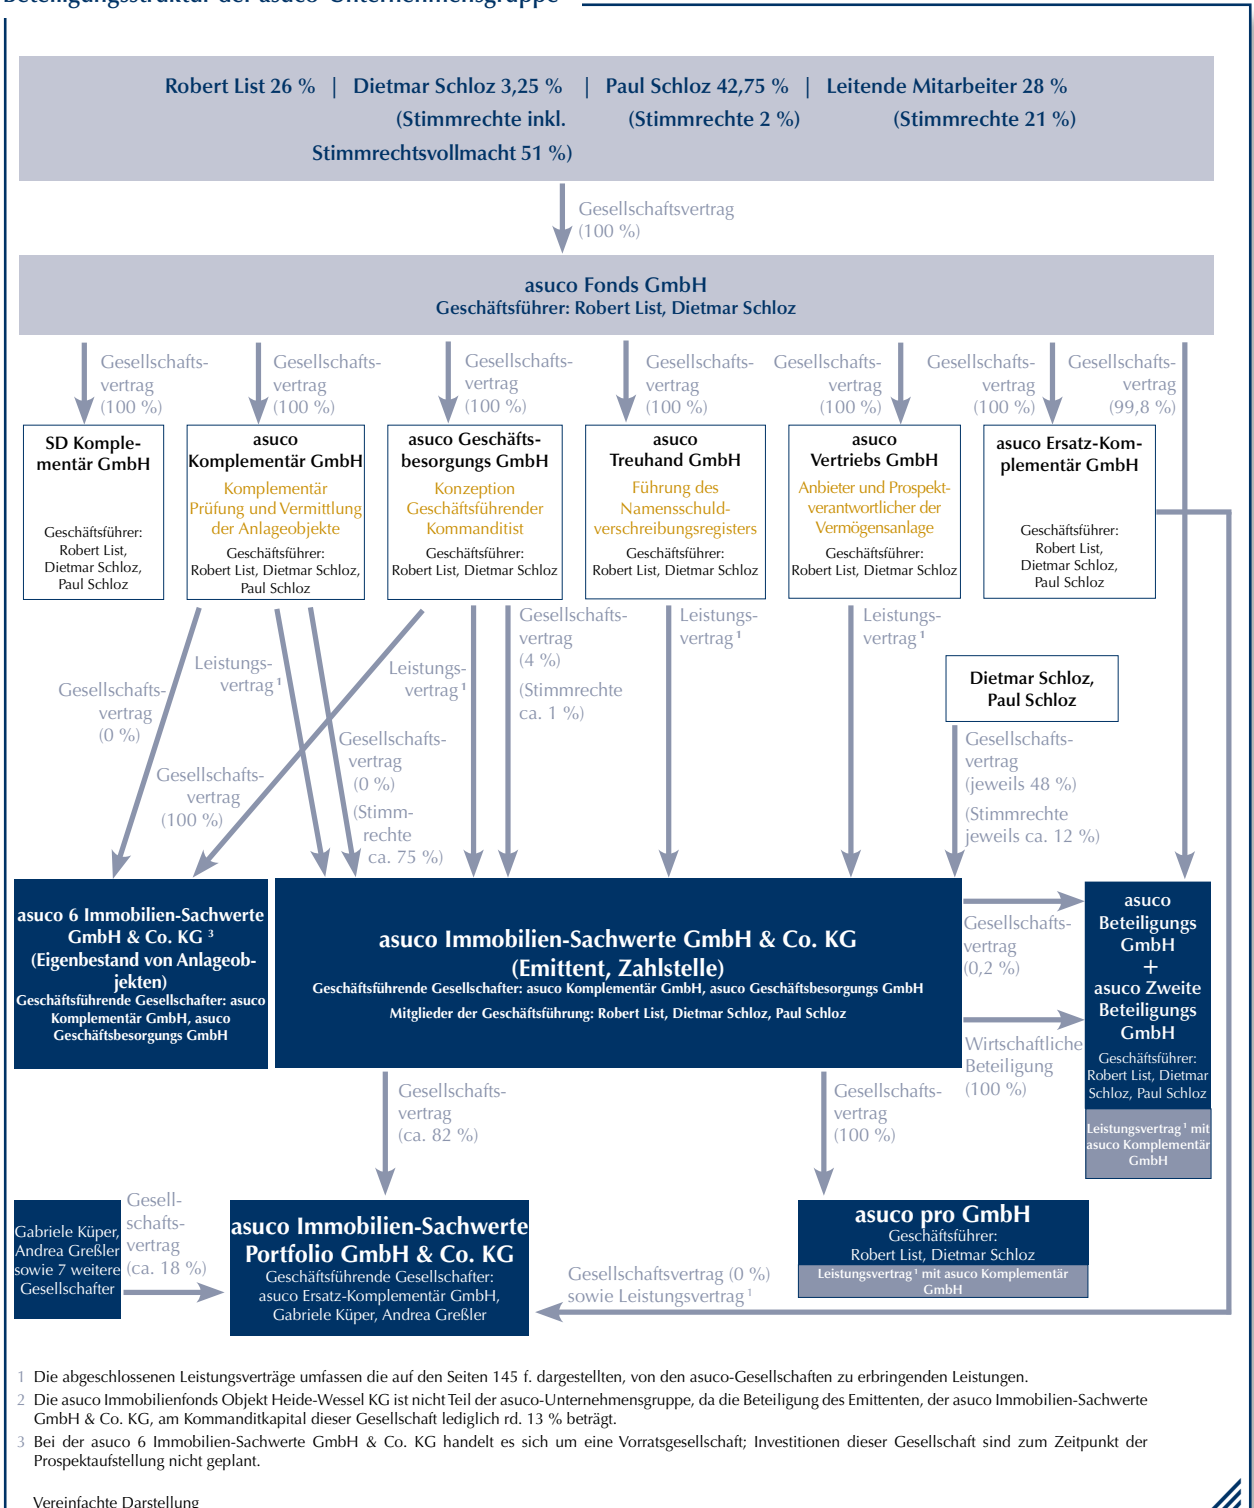 Beteiligungsstruktur der asuco-Unternehmensgruppe
Robert List 26 % | Dietmar Schloz 3,25 % | Paul Schloz 42,75 % | Leitende Mitarbeiter 28 %
(Stimmrechte inkl. (Stimmrechte 2 %) (Stimmrechte 21 %)
Stimmrechtsvollmacht 51 %)
Gesellschaftsvertrag
(100 %)
asuco Fonds GmbH
Geschäftsführer: Robert List, Dietmar Schloz
Gesellschafts-
vertrag
(100 %)
Gesellschafts-
vertrag
(100 %)
Gesellschafts-
vertrag
(100 %)
Gesellschafts-
vertrag
(100 %)
Gesellschafts-
vertrag
(100 %)
Gesellschafts-
vertrag
(100 %)
Gesellschafts-
vertrag
(99,8 %)
SD Komple-
mentär GmbH
Geschäftsführer:
Robert List,
Dietmar Schloz,
Paul Schloz
asuco
Komplementär GmbH
Komplementär
Prüfung und Vermittlung
der Anlageobjekte
Geschäftsführer:
Robert List, Dietmar Schloz,
Paul Schloz
asuco Geschäfts-
besorgungs GmbH
Konzeption
Geschäftsführender
Kommanditist
Geschäftsführer:
Robert List, Dietmar Schloz
asuco
Treuhand GmbH
Führung des
Namensschuld-
verschreibungsregisters
Geschäftsführer:
Robert List, Dietmar Schloz
asuco
Vertriebs GmbH
Anbieter und Prospekt-
verantwortlicher der
Vermögensanlage
Geschäftsführer:
Robert List, Dietmar Schloz
asuco Ersatz-Kom-
plementär GmbH
Geschäftsführer:
Robert List,
Dietmar Schloz,
Paul Schloz
Gesellschafts-
vertrag
(0 %)
Leistungs-
vertrag 1
Gesellschafts-
vertrag
(0 %)
(Stimm-
rechte
ca. 75 %)
Gesellschafts-
vertrag
(100 %)
Leistungs-
vertrag 1
Gesellschafts-
vertrag
(4 %)
(Stimmrechte
ca. 1 %)
Leistungs-
vertrag 1
Leistungs-
vertrag 1
Dietmar Schloz,
Paul Schloz
Gesellschafts-
vertrag
(jeweils 48 %)
(Stimmrechte
jeweils ca. 12 %)
asuco 6 Immobilien-Sachwerte
GmbH & Co. KG 3
(Eigenbestand von Anlageob-
jekten)
Geschäftsführende Gesellschafter: asuco
Komplementär GmbH, asuco
Geschäftsbesorgungs GmbH
asuco Immobilien-Sachwerte GmbH & Co. KG
(Emittent, Zahlstelle)
Geschäftsführende Gesellschafter: asuco Komplementär GmbH, asuco Geschäftsbesorgungs GmbH
Mitglieder der Geschäftsführung: Robert List, Dietmar Schloz, Paul Schloz
Gesellschafts-
vertrag
(0,2 %)
Wirtschaftliche
Beteiligung
(100 %)
asuco
Beteiligungs
GmbH
+
asuco Zweite
Beteiligungs
GmbH
Geschäftsführer:
Robert List, Dietmar
Schloz, Paul Schloz
Leistungsvertrag 1 mit
asuco Komplementär
GmbH
Gesellschafts-
vertrag
(ca. 82 %)
Gesellschafts-
vertrag
(100 %)
Gabriele Küper,
Andrea Greßler
sowie 7 weitere
Gesellschafter
Gesell-
schafts-
vertrag
(ca. 18 %)
asuco Immobilien-Sachwerte
Portfolio GmbH & Co. KG
Geschäftsführende Gesellschafter:
asuco Ersatz-Komplementär GmbH,
Gabriele Küper, Andrea Greßler
asuco pro GmbH
Geschäftsführer:
Robert List, Dietmar Schloz
Leistungsvertrag 1 mit asuco Komplementär
GmbH
Gesellschaftsvertrag (0 %)
sowie Leistungsvertrag 1
1 Die abgeschlossenen Leistungsverträge umfassen die auf den Seiten 145 f. dargestellten, von den asuco-Gesellschaften zu erbringenden Leistungen.
2 Die asuco Immobilienfonds Objekt Heide-Wessel KG ist nicht Teil der asuco-Unternehmensgruppe, da die Beteiligung des Emittenten, der asuco Immobilien-Sachwerte
GmbH & Co. KG, am Kommanditkapital dieser Gesellschaft lediglich rd. 13 % beträgt.
3 Bei der asuco 6 Immobilien-Sachwerte GmbH & Co. KG handelt es sich um eine Vorratsgesellschaft; Investitionen dieser Gesellschaft sind zum Zeitpunkt der
Prospektaufstellung nicht geplant.
Vereinfachte Darstellung